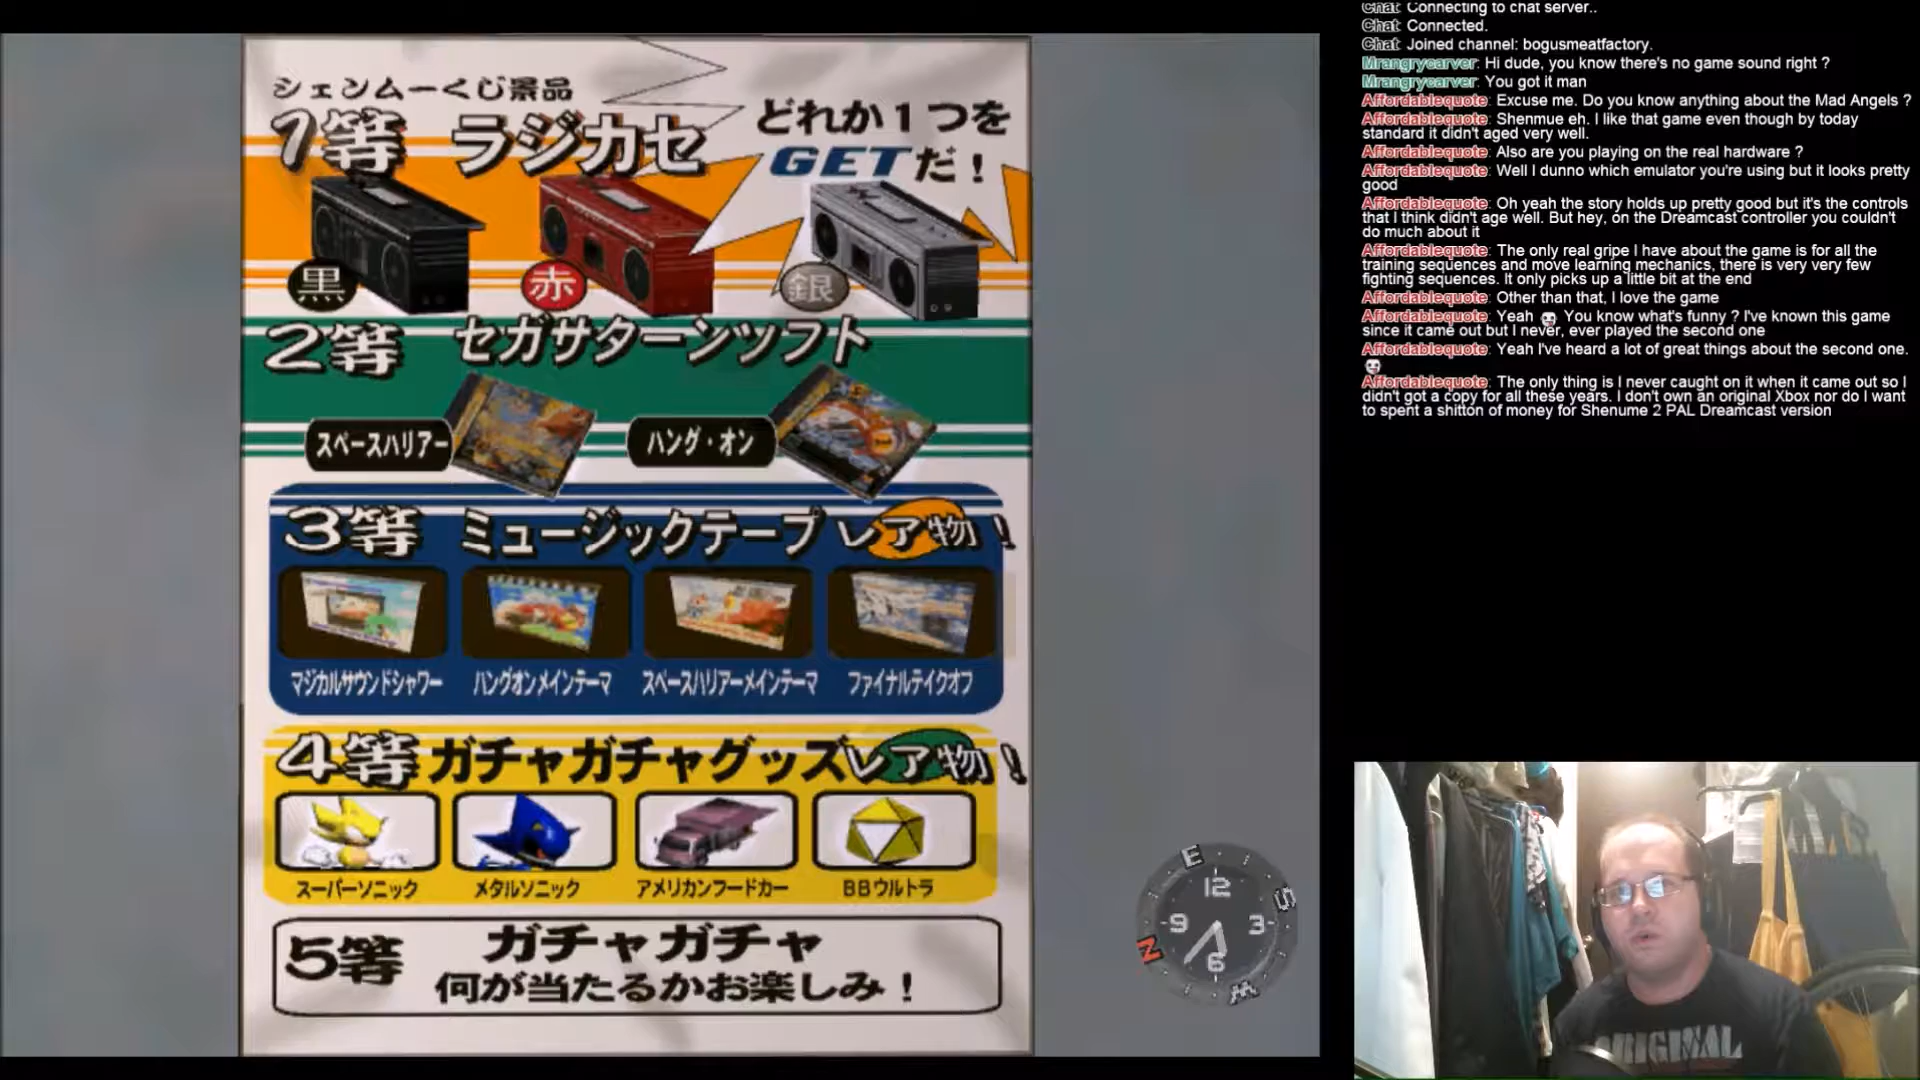 シェンムーくじ景品
1等 ラジカセ
どれか1つを
GETだ!
黒
赤
銀
2等 セガサターンソフト
スペースハリアー
ハング・オン
3等 ミュージックテープ レア物!
マジカルサウンドシャワー
ハングオンメインテーマ
スペースハリアーメインテーマ
ファイナルテイクオフ
4等 ガチャガチャグッズ レア物!
スーパーソニック
メタルソニック
アメリカンフードカー
BBウルトラ
5等 ガチャガチャ
何が当たるかお楽しみ!
E
12
S
9
3
N
6
W
Chat: Connecting to chat server..
Chat: Connected.
Chat: Joined channel: bogusmeatfactory.
Mrangrycarver: Hi dude, you know there's no game sound right ?
Mrangrycarver: You got it man
Affordablequote: Excuse me. Do you know anything about the Mad Angels ?
Affordablequote: Shenmue eh. I like that game even though by today
standard it didn't aged very well.
Affordablequote: Also are you playing on the real hardware ?
Affordablequote: Well I dunno which emulator you're using but it looks pretty
good
Affordablequote: Oh yeah the story holds up pretty good but it's the controls
that I think didn't age well. But hey, on the Dreamcast controller you couldn't
do much about it
Affordablequote: The only real gripe I have about the game is for all the
training sequences and move learning mechanics, there is very very few
fighting sequences. It only picks up a little bit at the end
Affordablequote: Other than that, I love the game
Affordablequote: Yeah You know what's funny ? I've known this game
since it came out but I never, ever played the second one
Affordablequote: Yeah I've heard a lot of great things about the second one.
Affordablequote: The only thing is I never caught on it when it came out so I
didn't got a copy for all these years. I don't own an original Xbox nor do I want
to spent a shitton of money for Shenume 2 PAL Dreamcast version
ORIGINAL